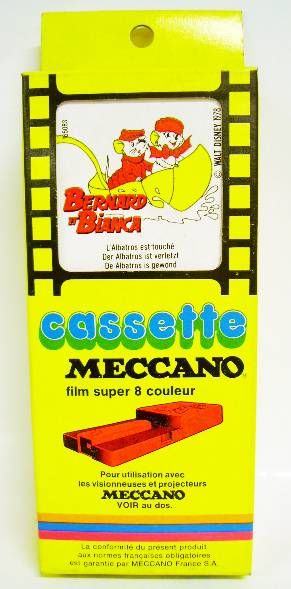 165083
© WALT DISNEY 1978
BERNARD
ET
BIANCA
L'Albatros est touché
Der Albatros ist verletzt
De Albatros is gewond
cassette
MECCANO
film super 8 couleur
Pour utilisation avec
les visionneuses et projecteurs
MECCANO
VOIR au dos.
La conformité du présent produit
aux normes françaises obligatoires
est garantie par MECCANO France S.A.